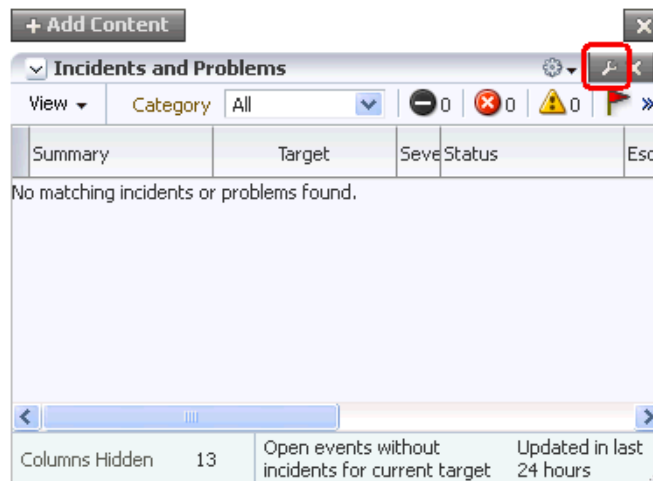 + Add Content
Incidents and Problems
View Category All 0 0 0 »
Summary Target Seve Status Esc
No matching incidents or problems found.
Columns Hidden 13 Open events without Updated in last
incidents for current target 24 hours